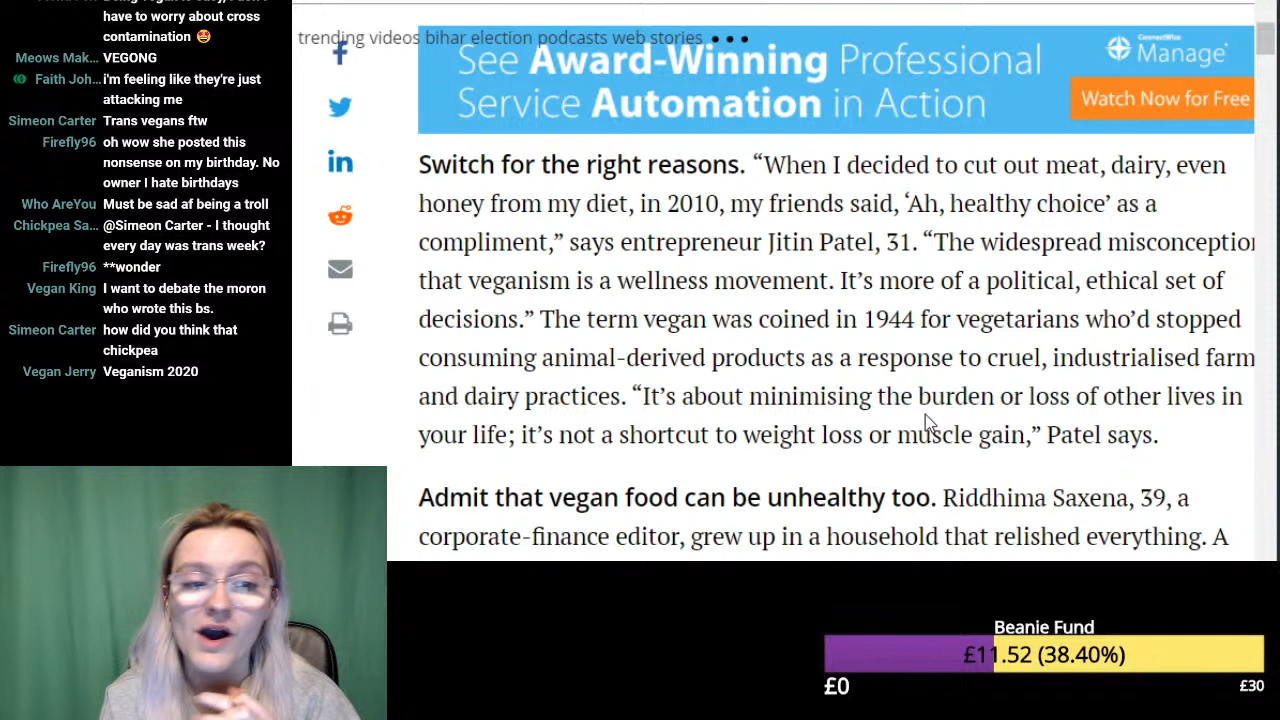 have to worry about cross
contamination 🤩
Meows Mak... VEGONG
Faith Joh... i'm feeling like they're just
attacking me
Simeon Carter Trans vegans ftw
Firefly96 oh wow she posted this
nonsense on my birthday. No
owner I hate birthdays
Who AreYou Must be sad af being a troll
Chickpea Sa... @Simeon Carter - I thought
every day was trans week?
Firefly96 **wonder
Vegan King I want to debate the moron
who wrote this bs.
Simeon Carter how did you think that
chickpea
Vegan Jerry Veganism 2020
trending videos bihar election podcasts web stories • • •
See Award-Winning Professional
Service Automation in Action
ConnectWise
Manage
Watch Now for Free
Switch for the right reasons. “When I decided to cut out meat, dairy, even
honey from my diet, in 2010, my friends said, ‘Ah, healthy choice’ as a
compliment,” says entrepreneur Jitin Patel, 31. “The widespread misconception
that veganism is a wellness movement. It’s more of a political, ethical set of
decisions.” The term vegan was coined in 1944 for vegetarians who’d stopped
consuming animal-derived products as a response to cruel, industrialised farm
and dairy practices. “It’s about minimising the burden or loss of other lives in
your life; it’s not a shortcut to weight loss or muscle gain,” Patel says.
Admit that vegan food can be unhealthy too. Riddhima Saxena, 39, a
corporate-finance editor, grew up in a household that relished everything. A
Beanie Fund
£11.52 (38.40%)
£0
£30